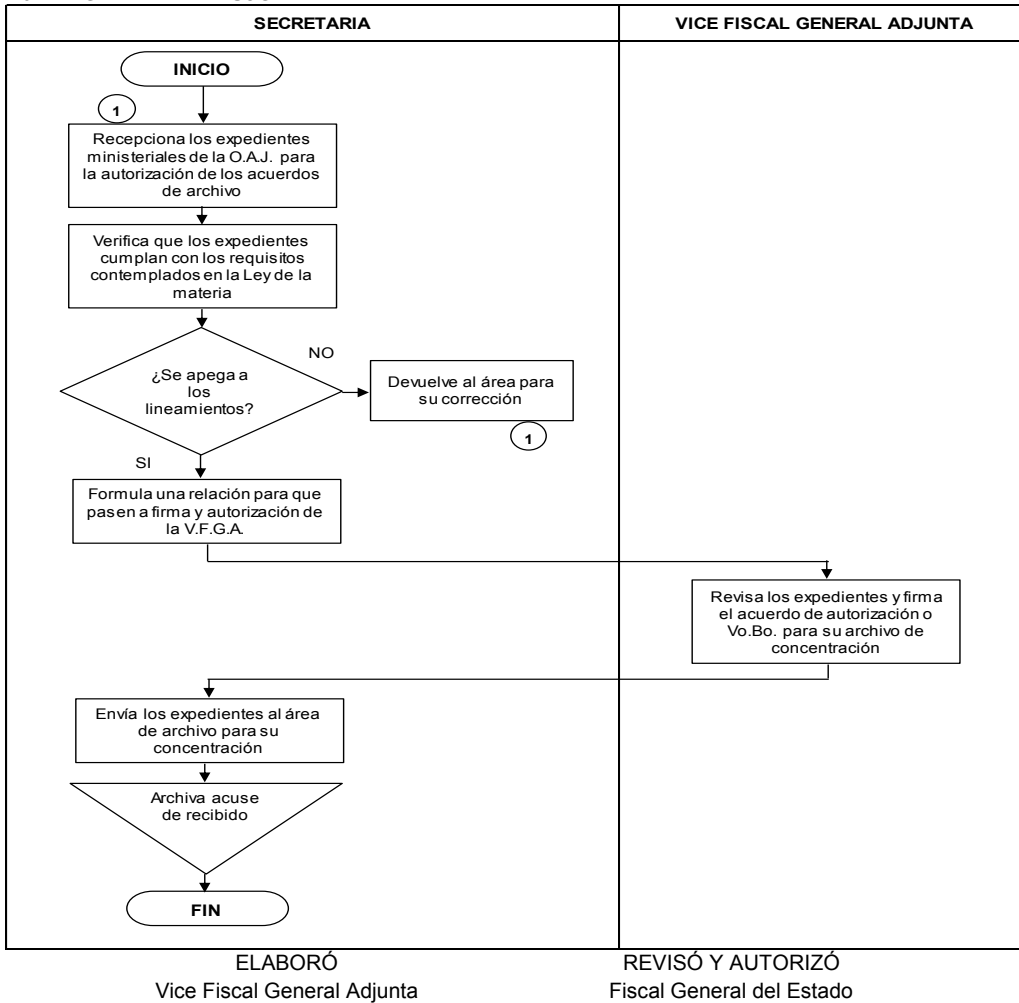 SECRETARIA
VICE FISCAL GENERAL ADJUNTA
INICIO
1
Recepciona los expedientes
ministeriales de la O.A.J. para
la autorización de los acuerdos
de archivo
Verifica que los expedientes
cumplan con los requisitos
contemplados en la Ley de la
materia
¿Se apega a
los
lineamientos?
NO
Devuelve al área para
su corrección
1
SI
Formula una relación para que
pasen a firma y autorización de
la V.F.G.A.
Revisa los expedientes y firma
el acuerdo de autorización o
Vo.Bo. para su archivo de
concentración
Envía los expedientes al área
de archivo para su
concentración
Archiva acuse
de recibido
FIN
ELABORÓ
Vice Fiscal General Adjunta
REVISÓ Y AUTORIZÓ
Fiscal General del Estado